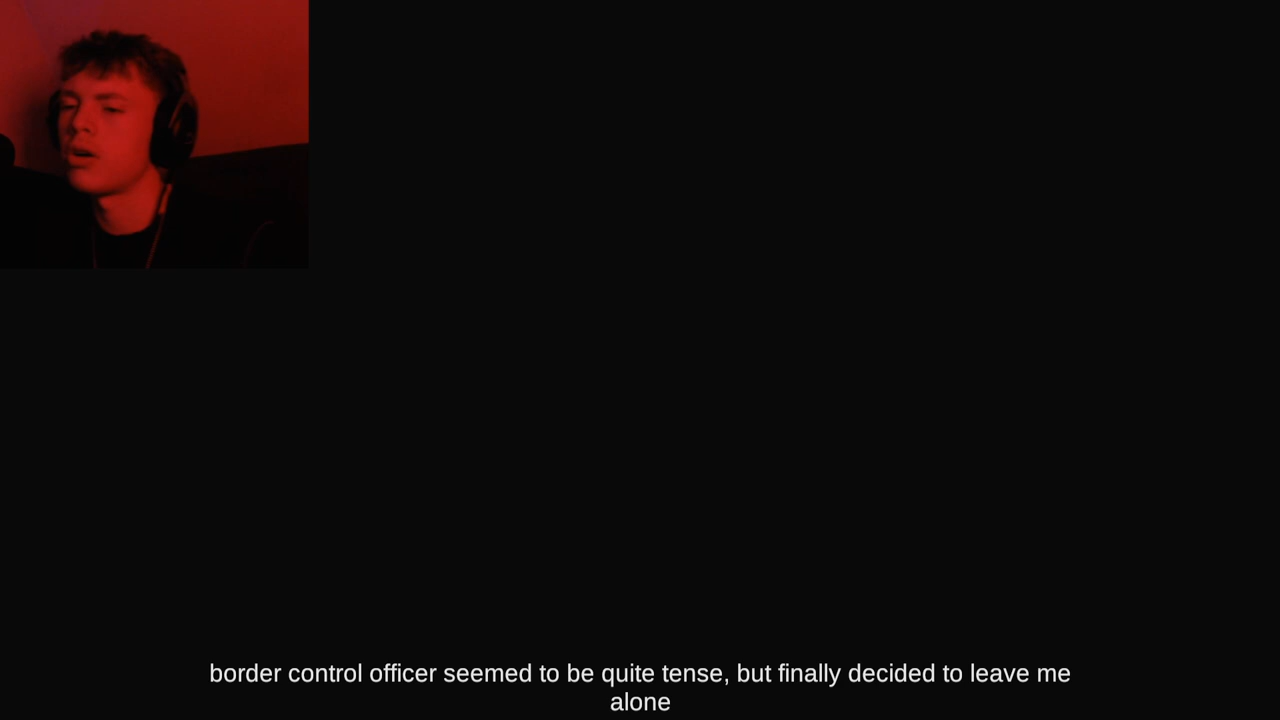 border control officer seemed to be quite tense, but finally decided to leave me
alone